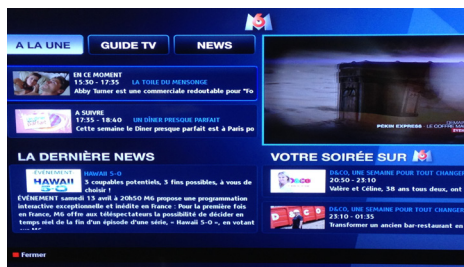 M6
A LA UNE
GUIDE TV
NEWS
EN CE MOMENT
15:30 - 17:35 LA TOILE DU MENSONGE
Abby Turner est une commerciale redoutable pour "Fo
A SUIVRE
17:35 - 18:40 UN DÎNER PRESQUE PARFAIT
Cette semaine le Dîner presque parfait est à Paris po
PÉKIN EXPRESS : LE COFFRE
LA DERNIÈRE NEWS
ÉVÉNEMENT
HAWAII
5-0
HAWAII 5-0
3 coupables potentiels, 3 fins possibles, à vous de
choisir !
ÉVÉNEMENT samedi 13 avril à 20h50 M6 propose une programmation
interactive exceptionnelle et inédite en France : Pour la première fois
en France, M6 offre aux téléspectateurs la possibilité de décider en
temps réel de la fin d'un épisode d'une série, « Hawaii 5-0 », en votant
VOTRE SOIRÉE SUR M6
D&CO, UNE SEMAINE POUR TOUT CHANGER
20:50 - 23:10
Valère et Céline, 38 ans tous deux, ont
D&CO, UNE SEMAINE POUR TOUT CHANGER
23:10 - 01:35
Transformer un ancien bar-restaurant en
Fermer